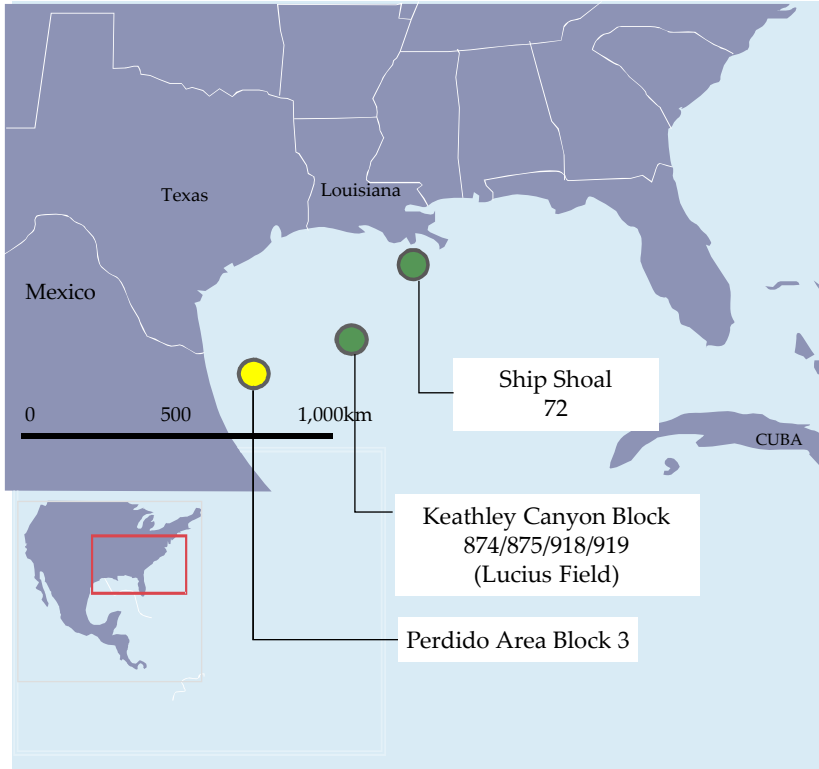 Texas
Louisiana
Mexico
Ship Shoal
72
0 500 1,000km
CUBA
Keathley Canyon Block
874/875/918/919
(Lucius Field)
Perdido Area Block 3